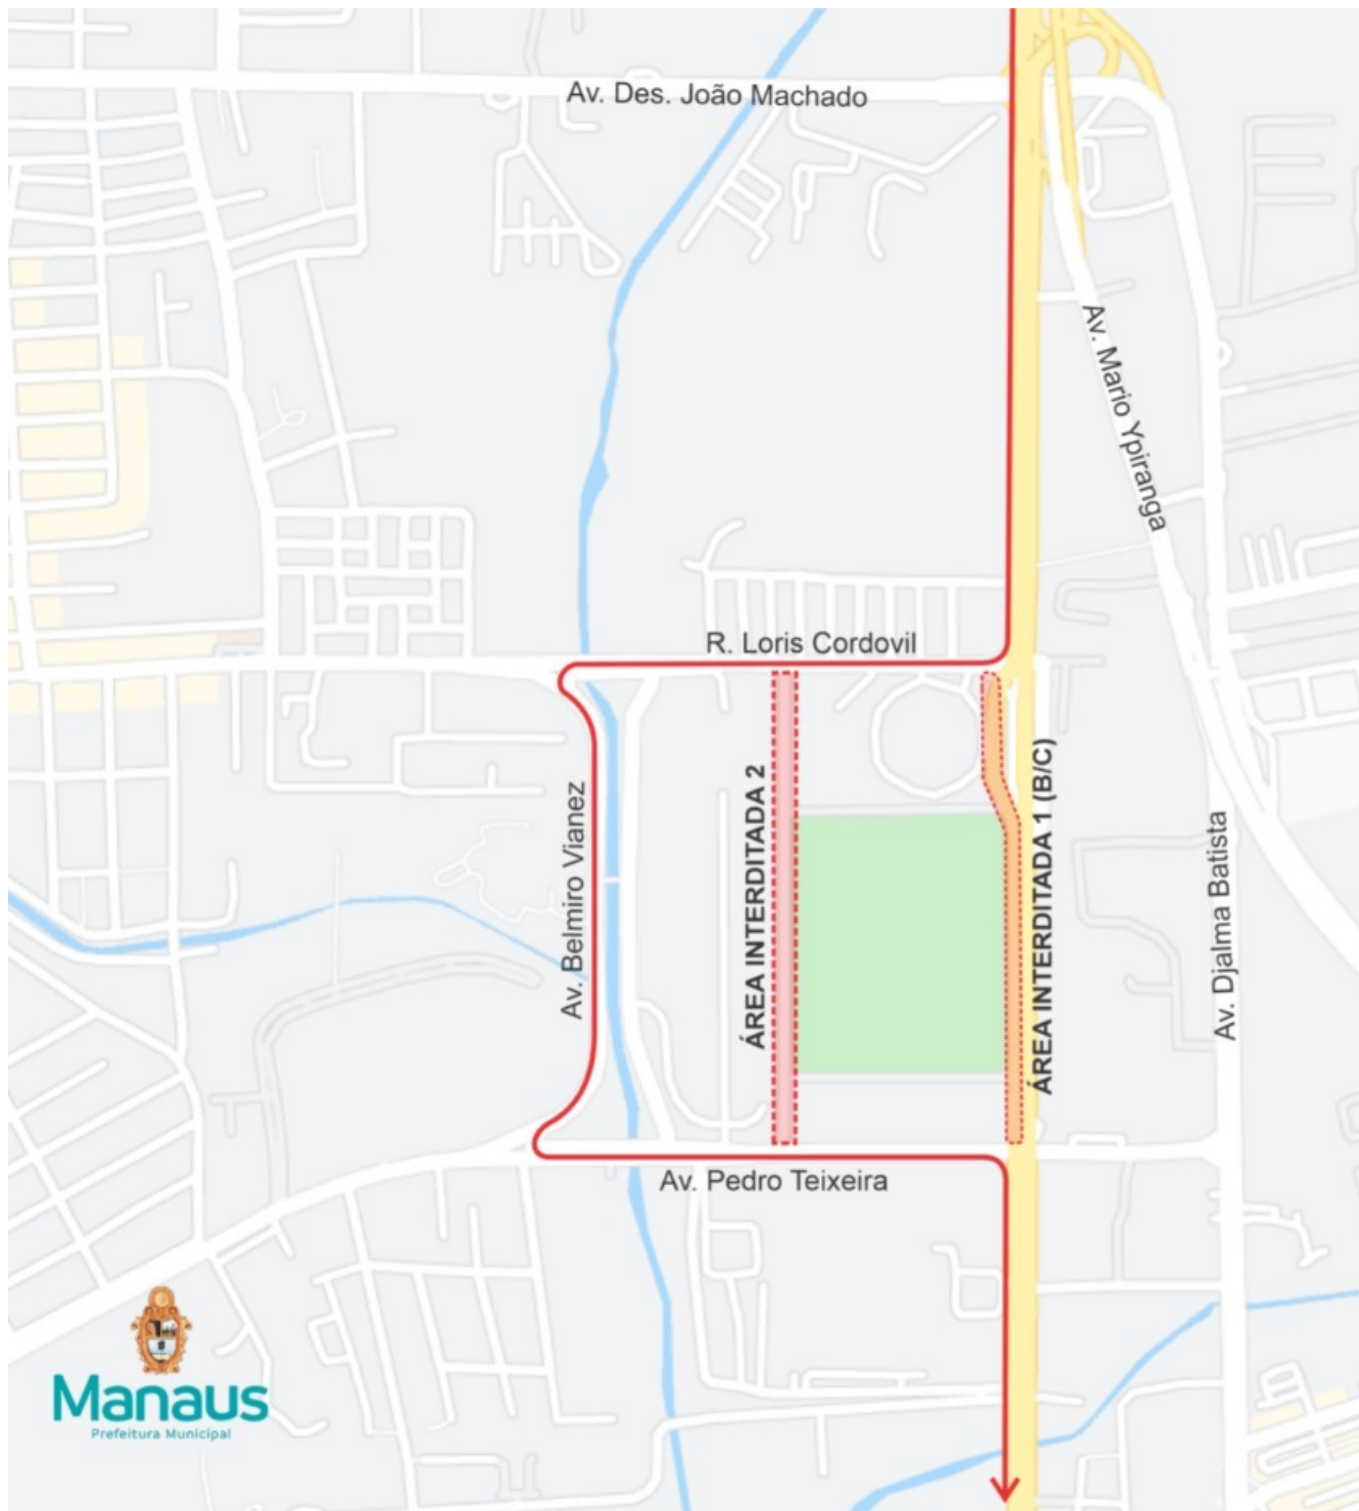 Av. Des. João Machado
Av. Mario Ypiranga
R. Loris Cordovil
ÁREA INTERDITADA 2
ÁREA INTERDITADA 1 (B/C)
Av. Belmiro Vianez
Av. Djalma Batista
Av. Pedro Teixeira
Manaus
Prefeitura Municipal